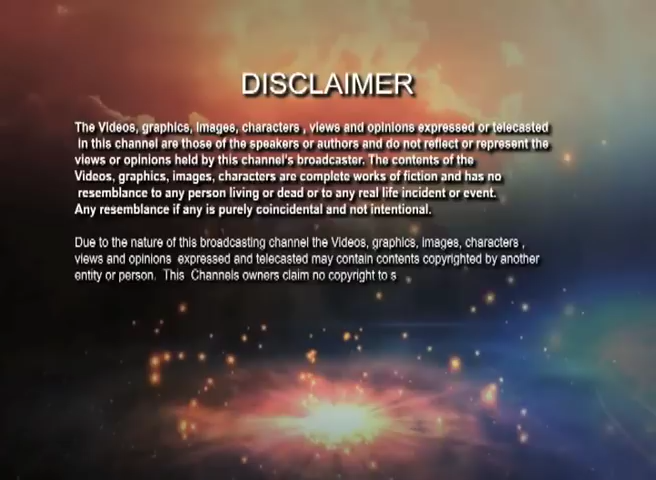 DISCLAIMER
The Videos, graphics, images, characters , views and opinions expressed or telecasted
in this channel are those of the speakers or authors and do not reflect or represent the
views or opinions held by this channel's broadcaster. The contents of the
Videos, graphics, images, characters are complete works of fiction and has no
resemblance to any person living or dead or to any real life incident or event.
Any resemblance if any is purely coincidental and not intentional.
Due to the nature of this broadcasting channel the Videos, graphics, images, characters ,
views and opinions expressed and telecasted may contain contents copyrighted by another
entity or person. This Channels owners claim no copyright to s